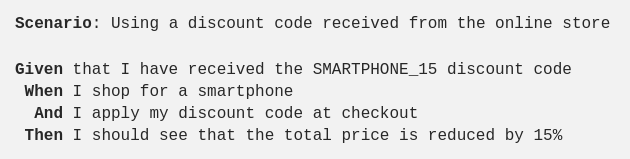 Scenario: Using a discount code received from the online store
Given that I have received the SMARTPHONE_15 discount code
When I shop for a smartphone
And I apply my discount code at checkout
Then I should see that the total price is reduced by 15%